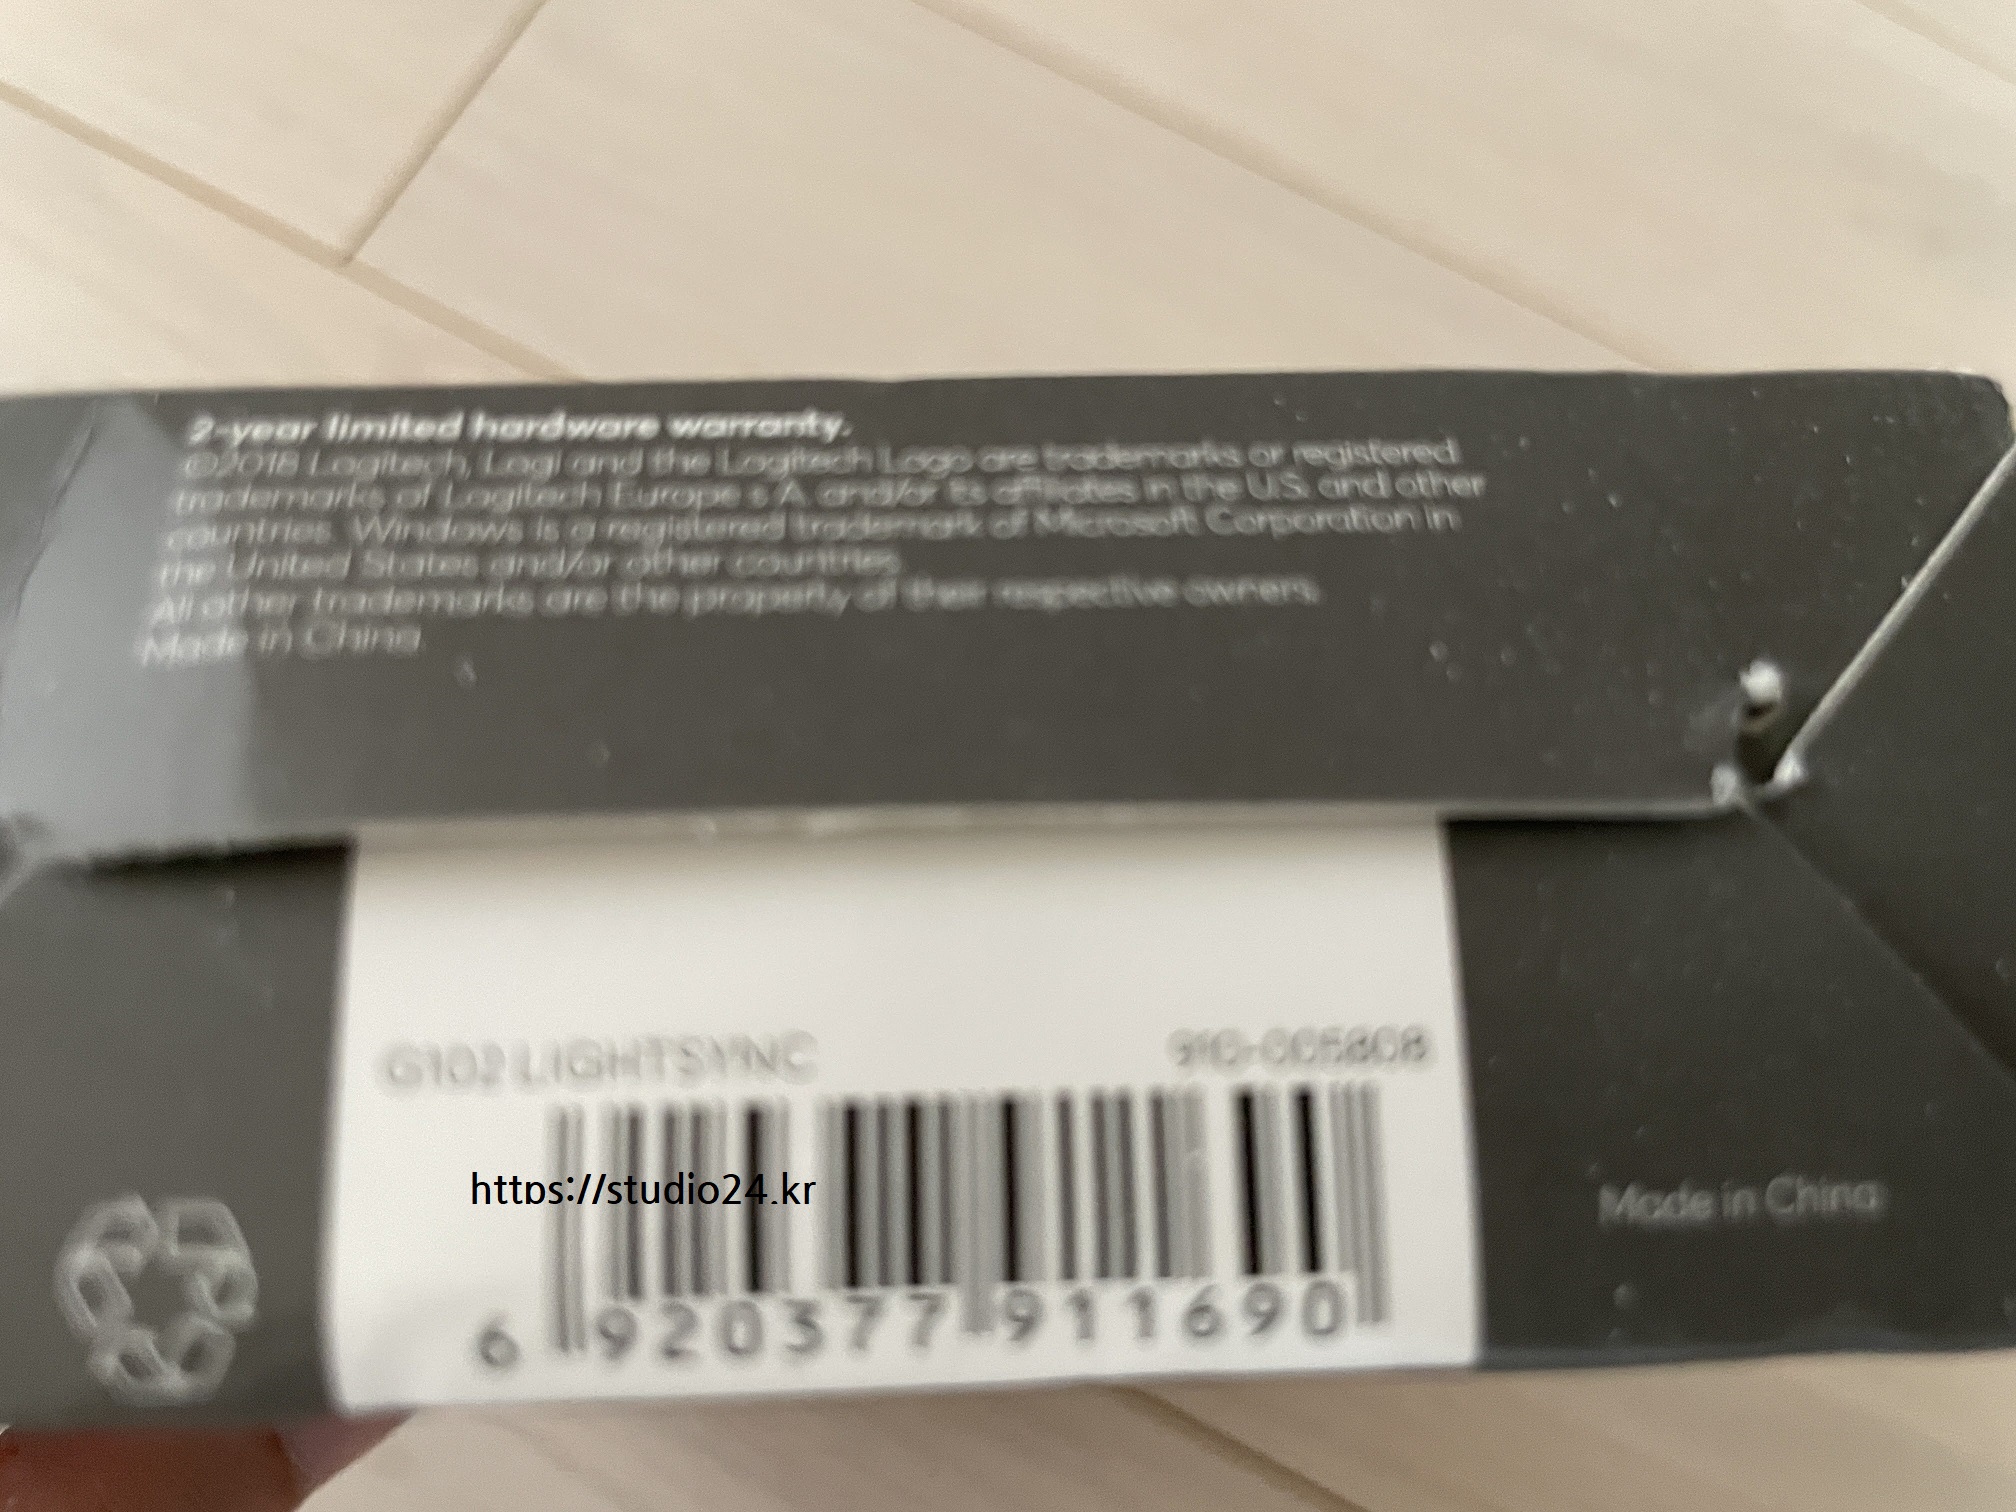 2-year limited hardware warranty.
©2018 Logitech, Logi and the Logitech Logo are trademarks or registered
trademarks of Logitech Europe s A. and/or its affiliates in the U.S. and other
countries. Windows is a registered trademark of Microsoft Corporation in
the United States and/or other countries.
All other trademarks are the property of their respective owners.
Made in China.
G102 LIGHTSYNC 910-005808
https://studio24.kr
6 920377 911690
Made in China